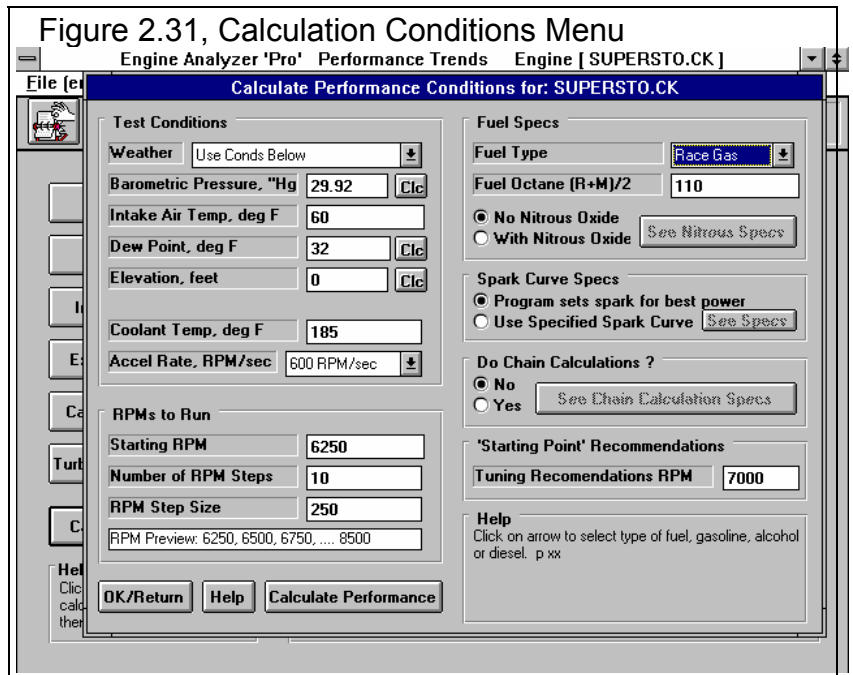 Figure 2.31, Calculation Conditions Menu
Engine Analyzer 'Pro' Performance Trends Engine [ SUPERSTO.CK ]
File (en
Calculate Performance Conditions for: SUPERSTO.CK
Test Conditions
Weather Use Conds Below
Barometric Pressure, "Hg 29.92 Clc
Intake Air Temp, deg F 60
Dew Point, deg F 32 Clc
Elevation, feet 0 Clc
Coolant Temp, deg F 185
Accel Rate, RPM/sec 600 RPM/sec
RPMs to Run
Starting RPM 6250
Number of RPM Steps 10
RPM Step Size 250
RPM Preview: 6250, 6500, 6750, .... 8500
OK/Return Help Calculate Performance
Fuel Specs
Fuel Type Race Gas
Fuel Octane (R+M)/2 110
No Nitrous Oxide
With Nitrous Oxide See Nitrous Specs
Spark Curve Specs
Program sets spark for best power
Use Specified Spark Curve See Specs
Do Chain Calculations ?
No
Yes See Chain Calculation Specs
'Starting Point' Recommendations
Tuning Recomendations RPM 7000
Help
Click on arrow to select type of fuel, gasoline, alcohol
or diesel. p xx
Ca
Turb
C
Hel
Clic
calc
ther